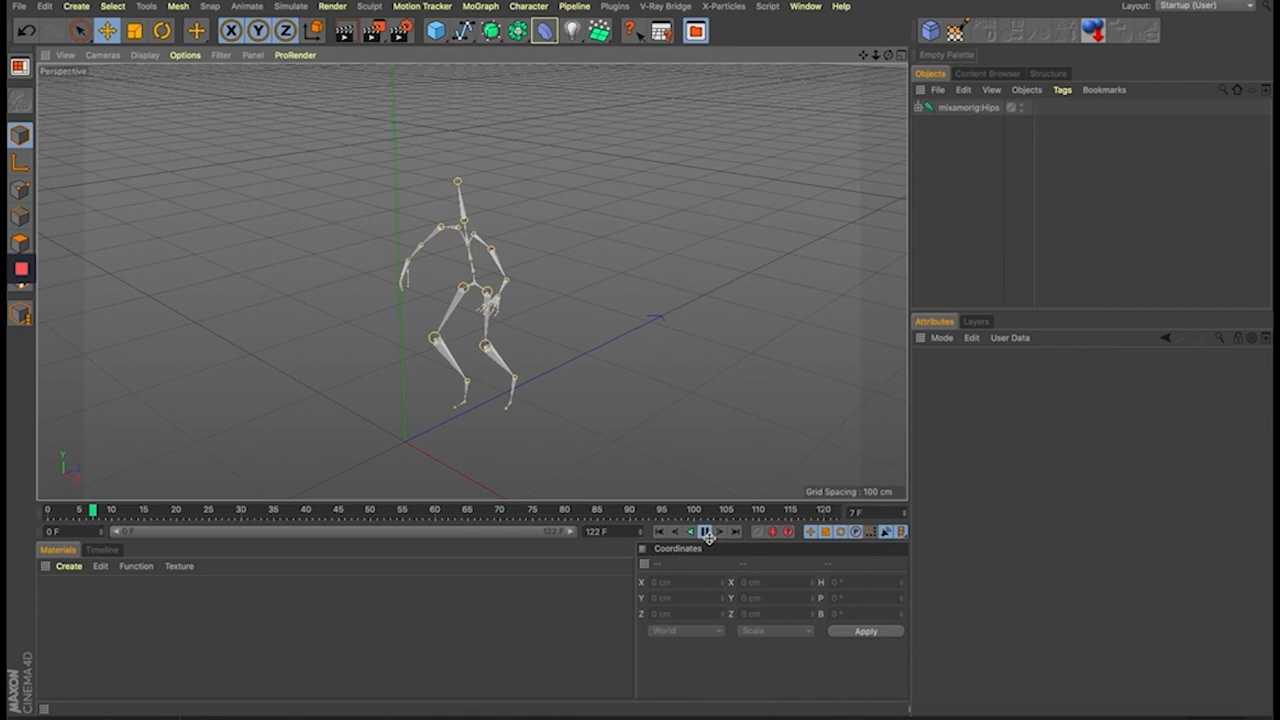 File Edit Create Select Tools Mesh Snap Animate Simulate Render Sculpt Motion Tracker MoGraph Character Pipeline Plugins V-Ray Bridge X-Particles Script Window Help Layout: Startup (User)
X Y Z
View Cameras Display Options Filter Panel ProRender
Empty Palette
Perspective
Objects Content Browser Structure
File Edit View Objects Tags Bookmarks
mixamorig:Hips
Attributes Layers
Mode Edit User Data
Y
Z
Grid Spacing : 100 cm
0 5 10 15 20 25 30 35 40 45 50 55 60 65 70 75 80 85 90 95 100 105 110 115 120 7 F
0 F 0 F 122 F 122 F
Materials Timeline
Coordinates
Create Edit Function Texture
-- -- --
X 0 cm X 0 cm H 0 °
Y 0 cm Y 0 cm P 0 °
Z 0 cm Z 0 cm B 0 °
World Scale Apply
MAXON
CINEMA 4D